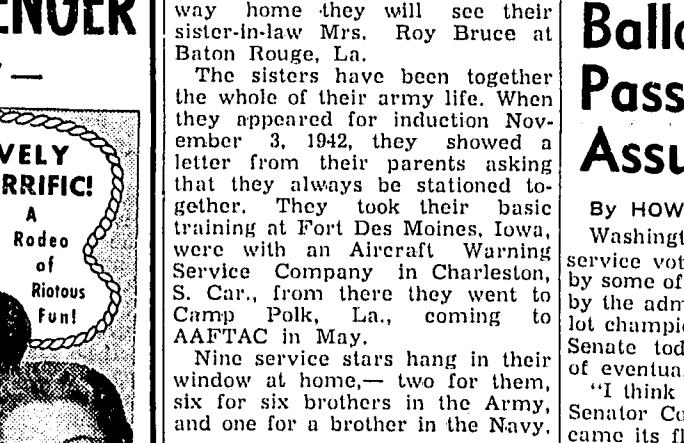 way home they will see their
sister-in-law Mrs. Roy Bruce at
Baton Rouge, La.
The sisters have been together
the whole of their army life. When
they appeared for induction Nov-
ember 3, 1942, they showed a
letter from their parents asking
that they always be stationed to-
gether. They took their basic
training at Fort Des Moines, Iowa,
were with an Aircraft Warning
Service Company in Charleston,
S. Car., from there they went to
Camp Polk, La., coming to
AAFTAC in May.
Nine service stars hang in their
window at home,— two for them,
six for six brothers in the Army,
and one for a brother in the Navy.
A
Rodeo
of
Riotous
Fun!
By HOW
Washingt
service vot
by some of
by the adm
lot champi
Senate tod
of eventua
"I think
Senator Co
came its fl
Ballo
Pass
Assu
ENGER
VELY
RRIFIC!